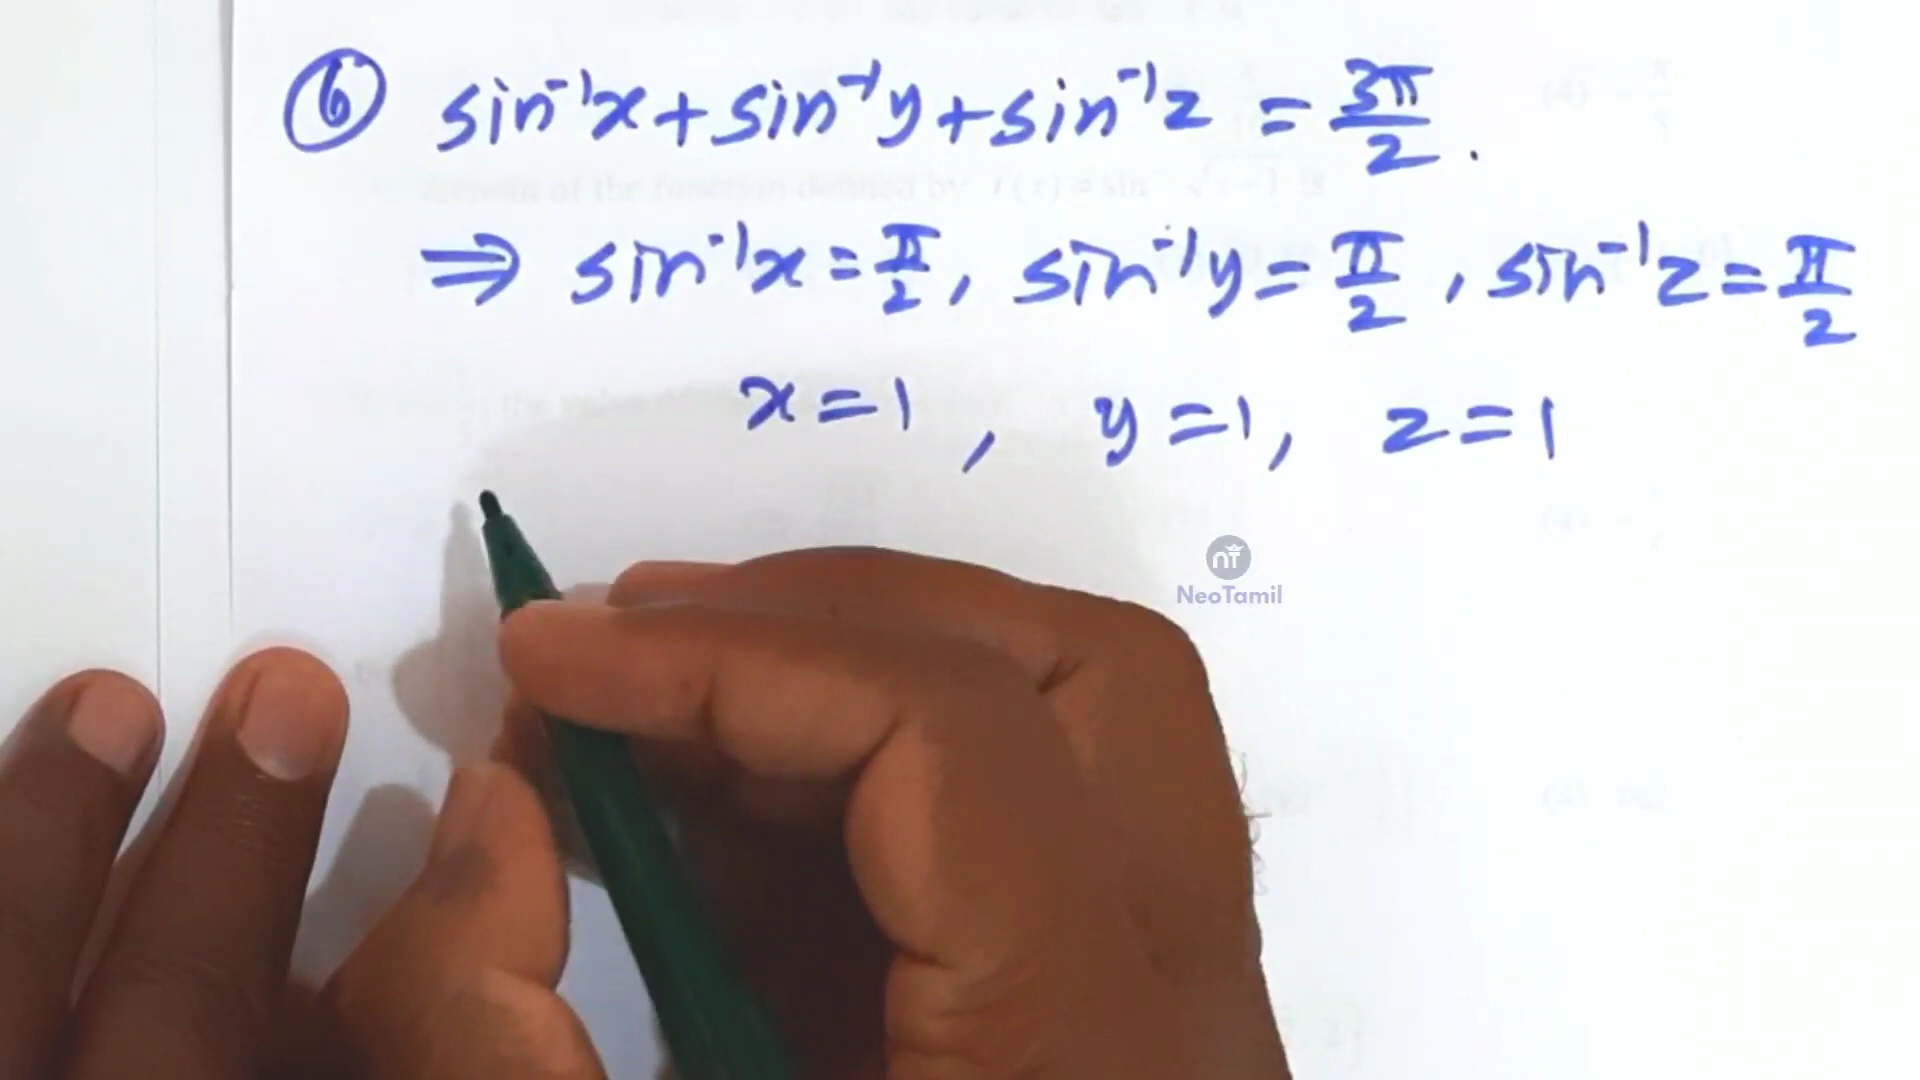 ⑥ sin⁻¹x + sin⁻¹y + sin⁻¹z = 3π/2.
⇒ sin⁻¹x = π/2, sin⁻¹y = π/2, sin⁻¹z = π/2
x = 1, y = 1, z = 1
nT
NeoTamil